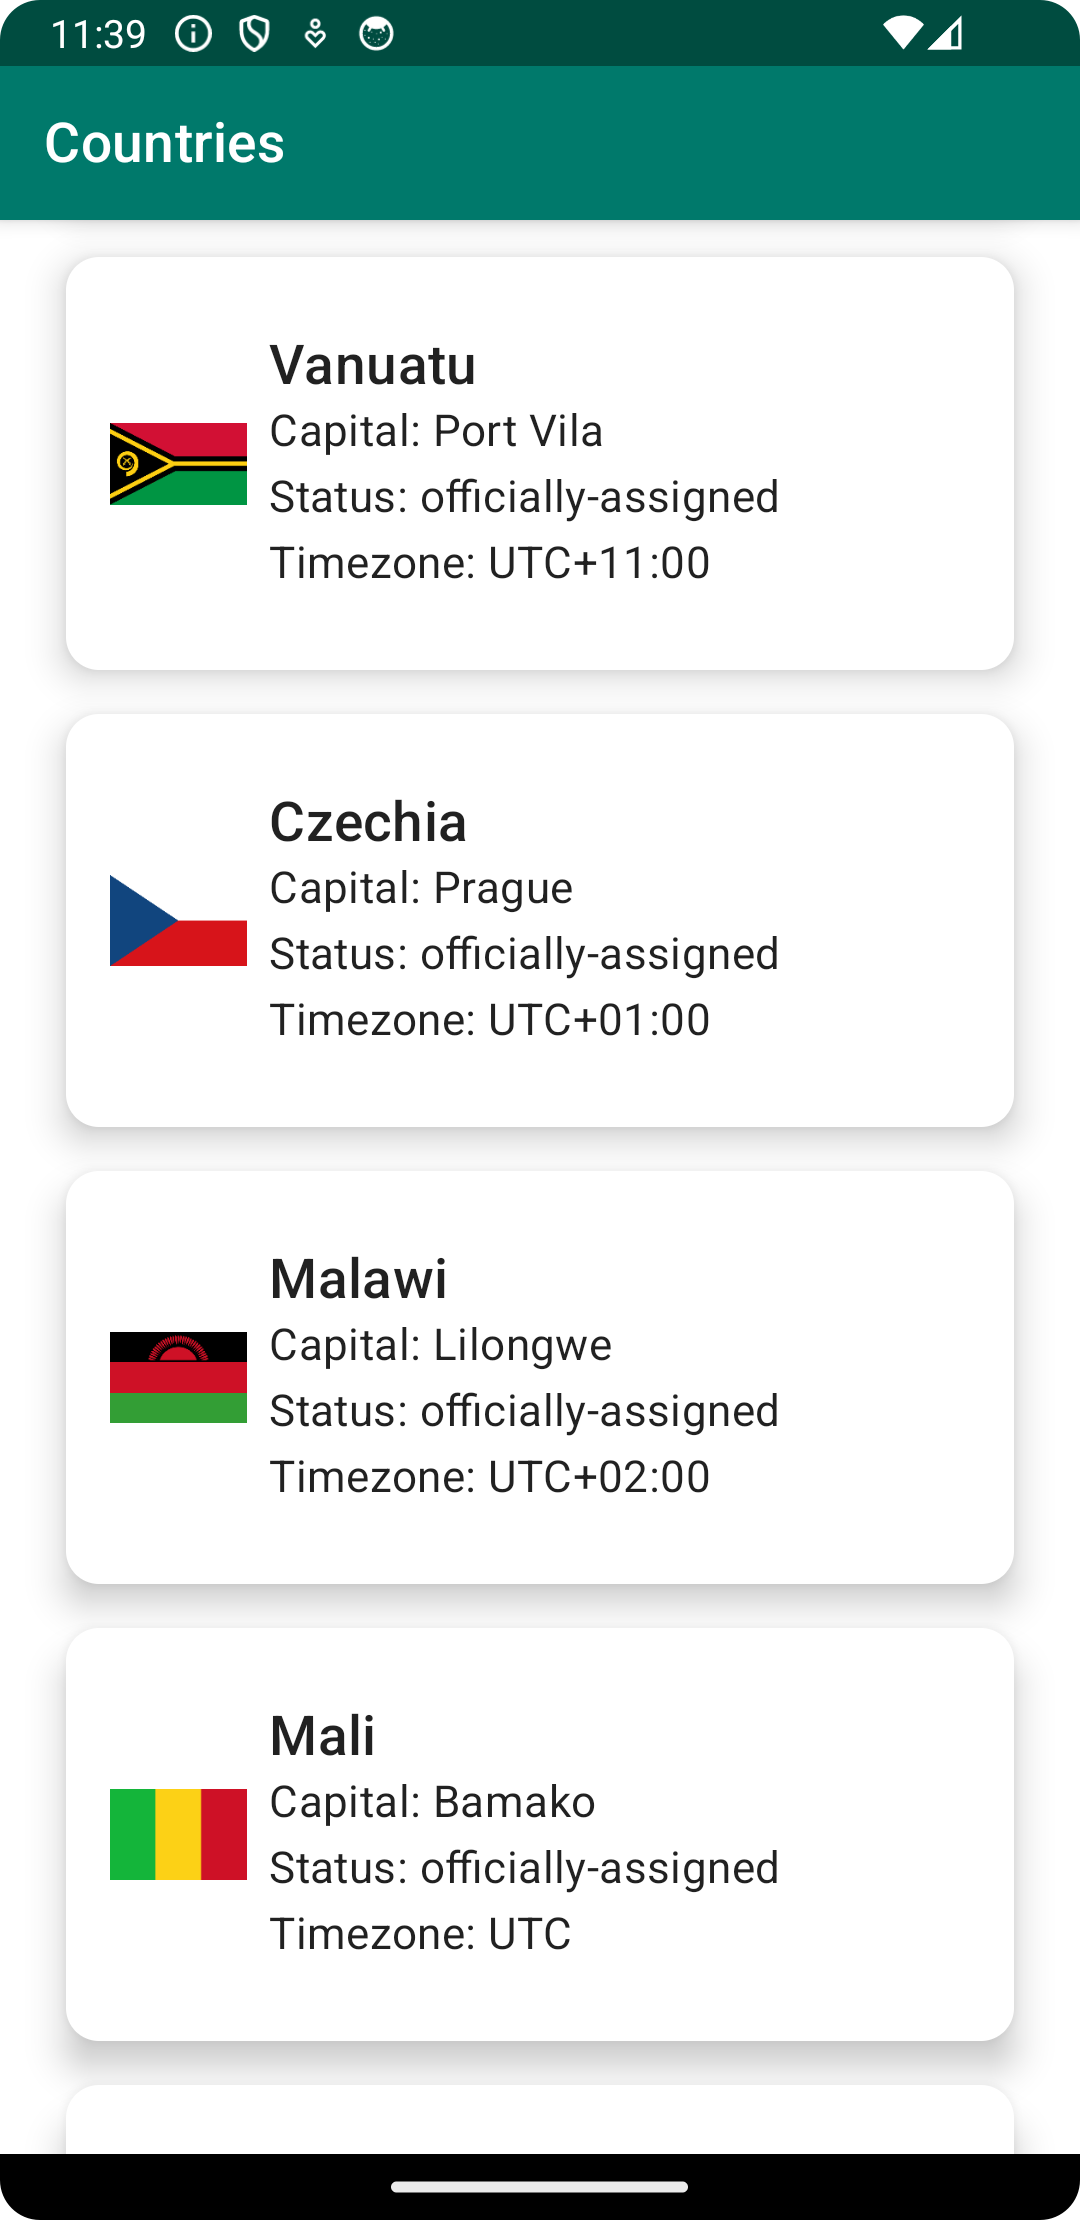 11:39
Countries
Vanuatu
Capital: Port Vila
Status: officially-assigned
Timezone: UTC+11:00
Czechia
Capital: Prague
Status: officially-assigned
Timezone: UTC+01:00
Malawi
Capital: Lilongwe
Status: officially-assigned
Timezone: UTC+02:00
Mali
Capital: Bamako
Status: officially-assigned
Timezone: UTC